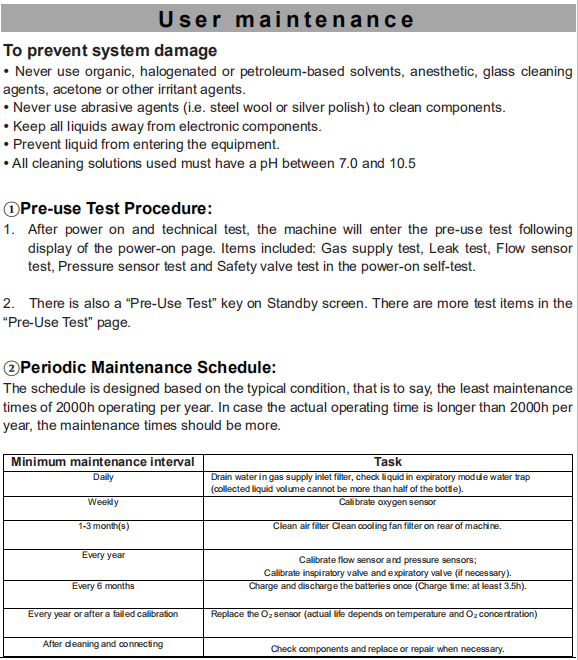 User maintenance
To prevent system damage
• Never use organic, halogenated or petroleum-based solvents, anesthetic, glass cleaning
agents, acetone or other irritant agents.
• Never use abrasive agents (i.e. steel wool or silver polish) to clean components.
• Keep all liquids away from electronic components.
• Prevent liquid from entering the equipment.
• All cleaning solutions used must have a pH between 7.0 and 10.5
①Pre-use Test Procedure:
1. After power on and technical test, the machine will enter the pre-use test following
display of the power-on page. Items included: Gas supply test, Leak test, Flow sensor
test, Pressure sensor test and Safety valve test in the power-on self-test.
2. There is also a “Pre-Use Test” key on Standby screen. There are more test items in the
“Pre-Use Test” page.
②Periodic Maintenance Schedule:
The schedule is designed based on the typical condition, that is to say, the least maintenance
times of 2000h operating per year. In case the actual operating time is longer than 2000h per
year, the maintenance times should be more.
Minimum maintenance interval Task
Daily Drain water in gas supply inlet filter, check liquid in expiratory module water trap
(collected liquid volume cannot be more than half of the bottle).
Weekly Calibrate oxygen sensor
1-3 month(s) Clean air filter Clean cooling fan filter on rear of machine.
Every year Calibrate flow sensor and pressure sensors;
Calibrate inspiratory valve and expiratory valve (if necessary).
Every 6 months Charge and discharge the batteries once (Charge time: at least 3.5h).
Every year or after a failed calibration Replace the O₂ sensor (actual life depends on temperature and O₂ concentration)
After cleaning and connecting Check components and replace or repair when necessary.